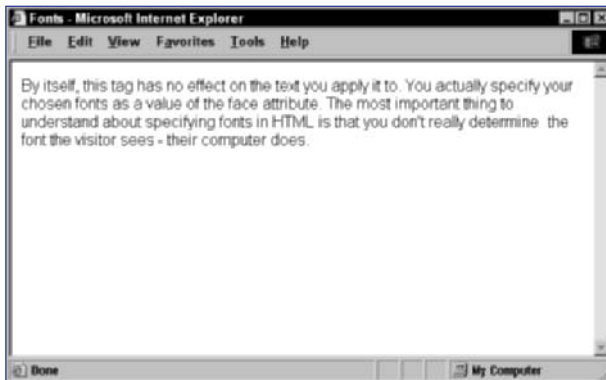 Fonts - Microsoft Internet Explorer
File Edit View Favorites Tools Help
By itself, this tag has no effect on the text you apply it to. You actually specify your
chosen fonts as a value of the face attribute. The most important thing to
understand about specifying fonts in HTML is that you don't really determine the
font the visitor sees - their computer does.
Done My Computer